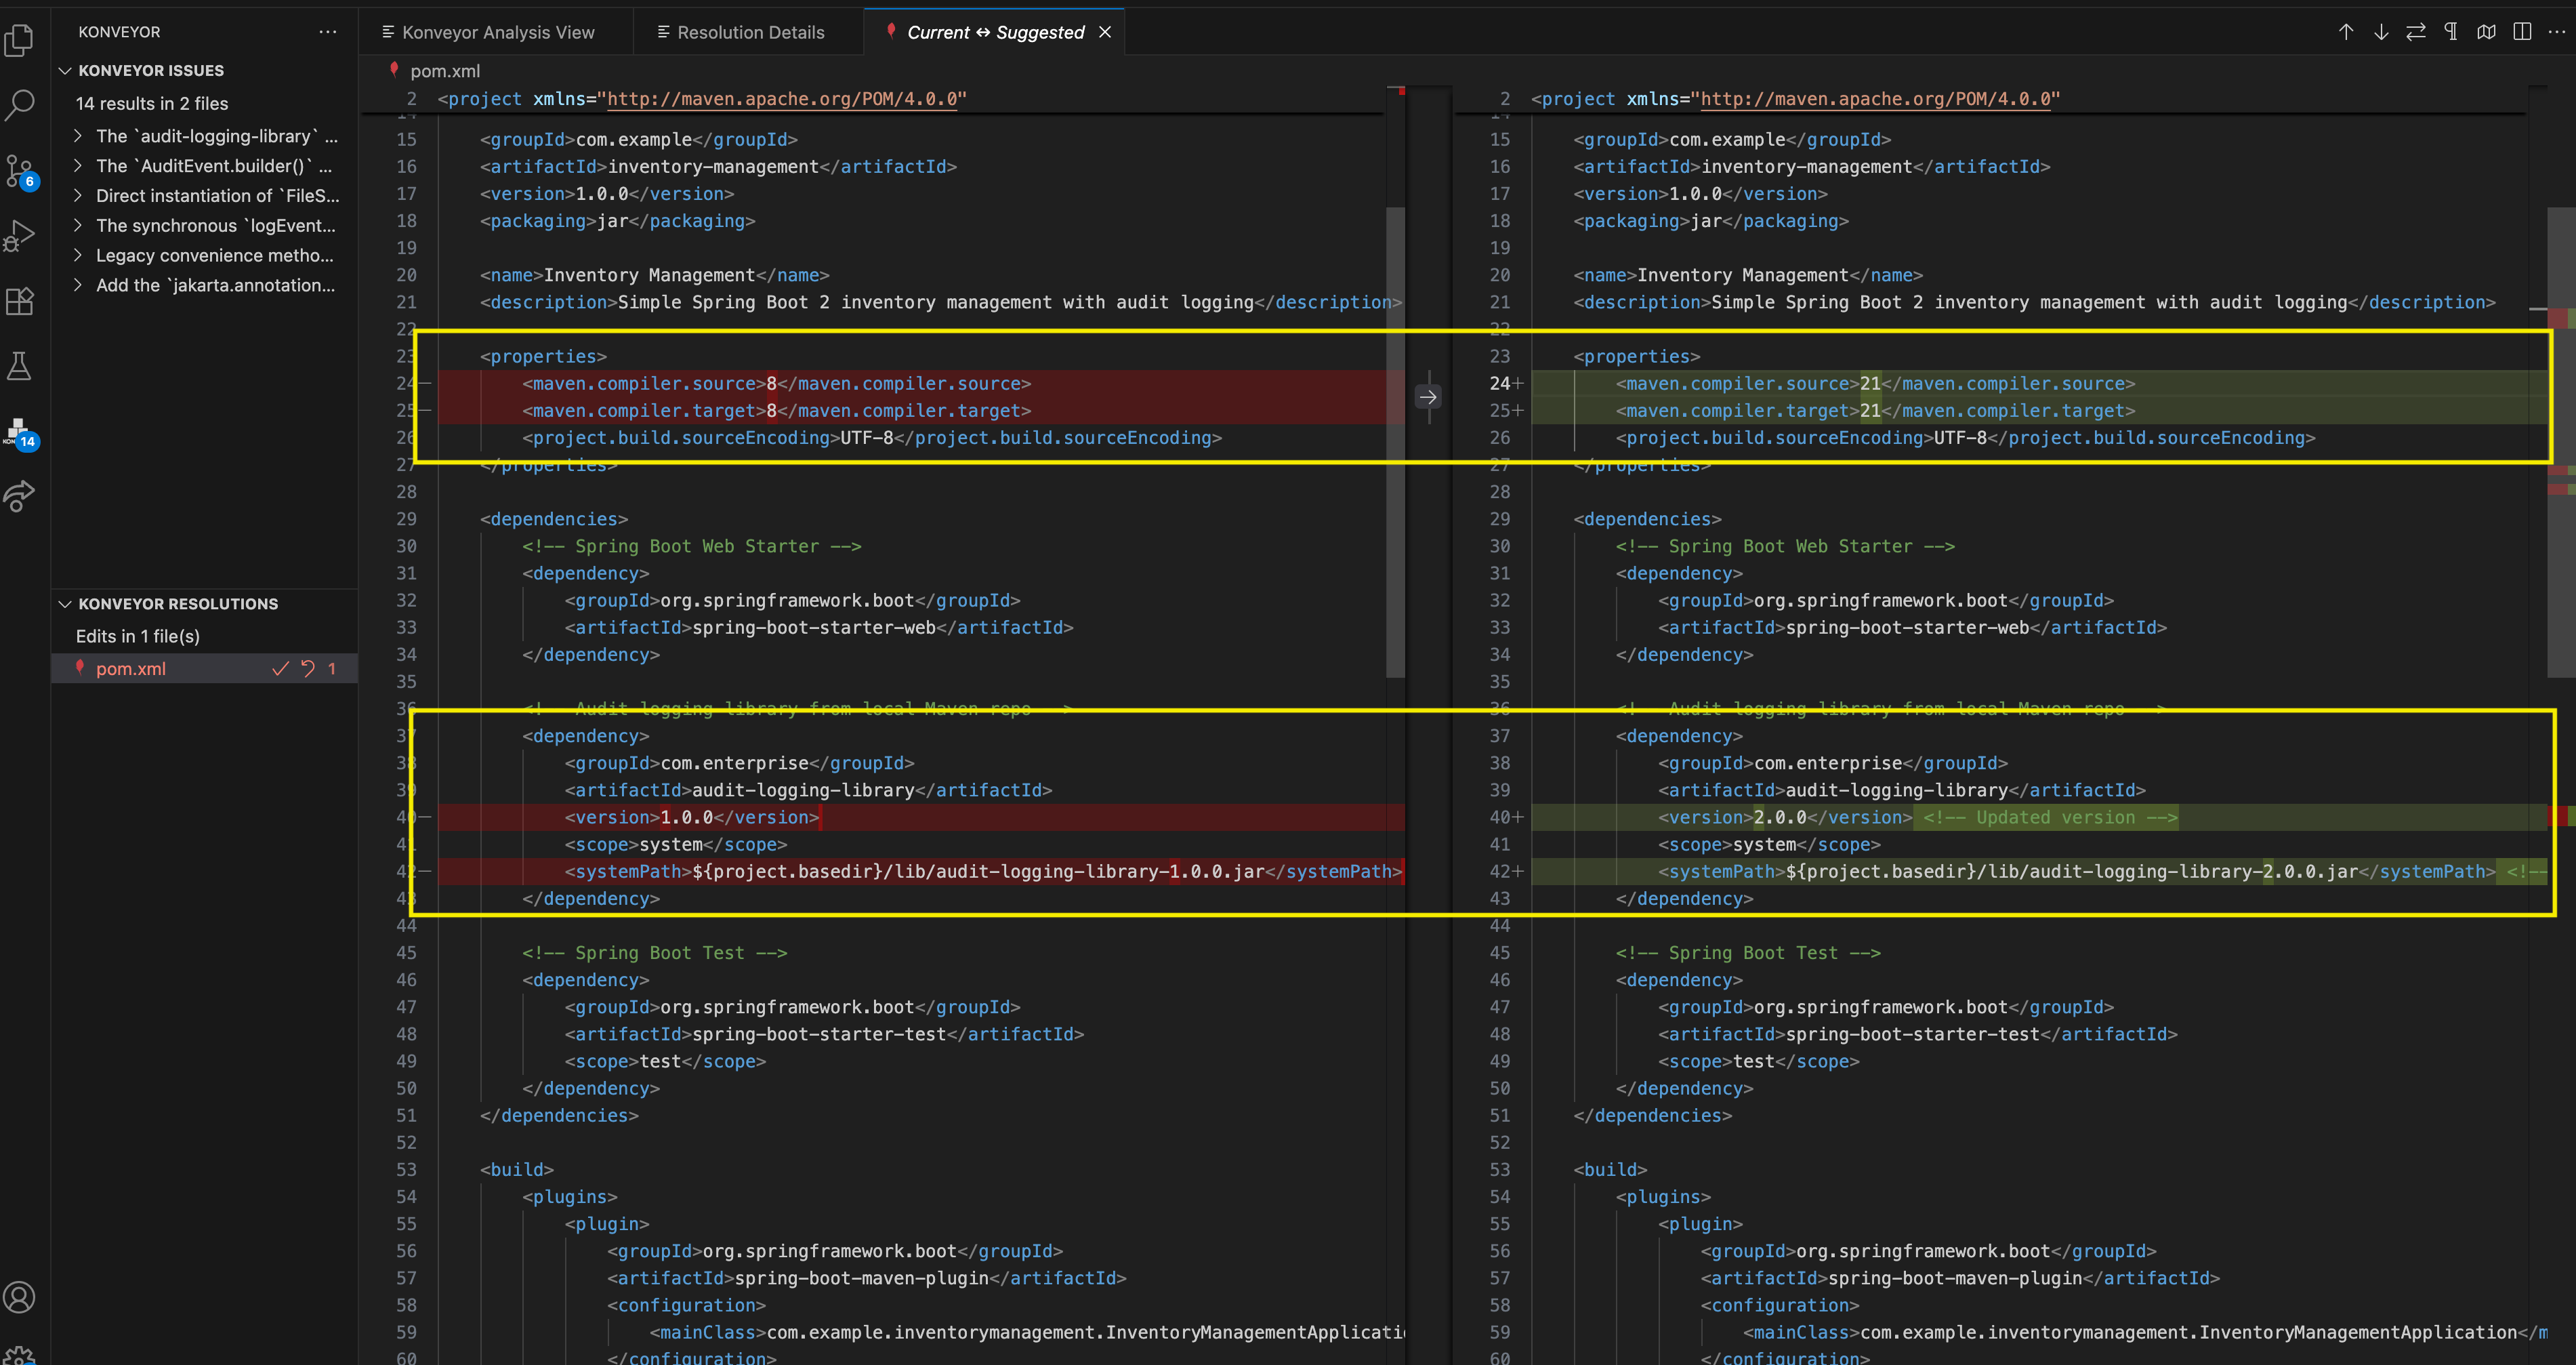 KONVEYOR
KONVEYOR ISSUES
14 results in 2 files
The `audit-logging-library` ...
The `AuditEvent.builder()` ...
Direct instantiation of `FileS...
The synchronous `logEvent...
Legacy convenience metho...
Add the `jakarta.annotation...
6
14
KONVEYOR RESOLUTIONS
Edits in 1 file(s)
pom.xml 1
Konveyor Analysis View
Resolution Details
Current ↔ Suggested
pom.xml
2 <project xmlns="http://maven.apache.org/POM/4.0.0"
14
15 <groupId>com.example</groupId>
16 <artifactId>inventory-management</artifactId>
17 <version>1.0.0</version>
18 <packaging>jar</packaging>
19
20 <name>Inventory Management</name>
21 <description>Simple Spring Boot 2 inventory management with audit logging</description>
22
23 <properties>
24— <maven.compiler.source>8</maven.compiler.source>
25— <maven.compiler.target>8</maven.compiler.target>
26 <project.build.sourceEncoding>UTF-8</project.build.sourceEncoding>
27 </properties>
28
29 <dependencies>
30 <!-- Spring Boot Web Starter -->
31 <dependency>
32 <groupId>org.springframework.boot</groupId>
33 <artifactId>spring-boot-starter-web</artifactId>
34 </dependency>
35
36 <!-- Audit logging library from local Maven repo -->
37 <dependency>
38 <groupId>com.enterprise</groupId>
39 <artifactId>audit-logging-library</artifactId>
40— <version>1.0.0</version>
41 <scope>system</scope>
42— <systemPath>${project.basedir}/lib/audit-logging-library-1.0.0.jar</systemPath>
43 </dependency>
44
45 <!-- Spring Boot Test -->
46 <dependency>
47 <groupId>org.springframework.boot</groupId>
48 <artifactId>spring-boot-starter-test</artifactId>
49 <scope>test</scope>
50 </dependency>
51 </dependencies>
52
53 <build>
54 <plugins>
55 <plugin>
56 <groupId>org.springframework.boot</groupId>
57 <artifactId>spring-boot-maven-plugin</artifactId>
58 <configuration>
59 <mainClass>com.example.inventorymanagement.InventoryManagementApplicati
60 </configuration>
2 <project xmlns="http://maven.apache.org/POM/4.0.0"
14
15 <groupId>com.example</groupId>
16 <artifactId>inventory-management</artifactId>
17 <version>1.0.0</version>
18 <packaging>jar</packaging>
19
20 <name>Inventory Management</name>
21 <description>Simple Spring Boot 2 inventory management with audit logging</description>
22
23 <properties>
24+ <maven.compiler.source>21</maven.compiler.source>
25+ <maven.compiler.target>21</maven.compiler.target>
26 <project.build.sourceEncoding>UTF-8</project.build.sourceEncoding>
27 </properties>
28
29 <dependencies>
30 <!-- Spring Boot Web Starter -->
31 <dependency>
32 <groupId>org.springframework.boot</groupId>
33 <artifactId>spring-boot-starter-web</artifactId>
34 </dependency>
35
36 <!-- Audit logging library from local Maven repo -->
37 <dependency>
38 <groupId>com.enterprise</groupId>
39 <artifactId>audit-logging-library</artifactId>
40+ <version>2.0.0</version> <!-- Updated version -->
41 <scope>system</scope>
42+ <systemPath>${project.basedir}/lib/audit-logging-library-2.0.0.jar</systemPath> <!--
43 </dependency>
44
45 <!-- Spring Boot Test -->
46 <dependency>
47 <groupId>org.springframework.boot</groupId>
48 <artifactId>spring-boot-starter-test</artifactId>
49 <scope>test</scope>
50 </dependency>
51 </dependencies>
52
53 <build>
54 <plugins>
55 <plugin>
56 <groupId>org.springframework.boot</groupId>
57 <artifactId>spring-boot-maven-plugin</artifactId>
58 <configuration>
59 <mainClass>com.example.inventorymanagement.InventoryManagementApplication</m
60 </configuration>